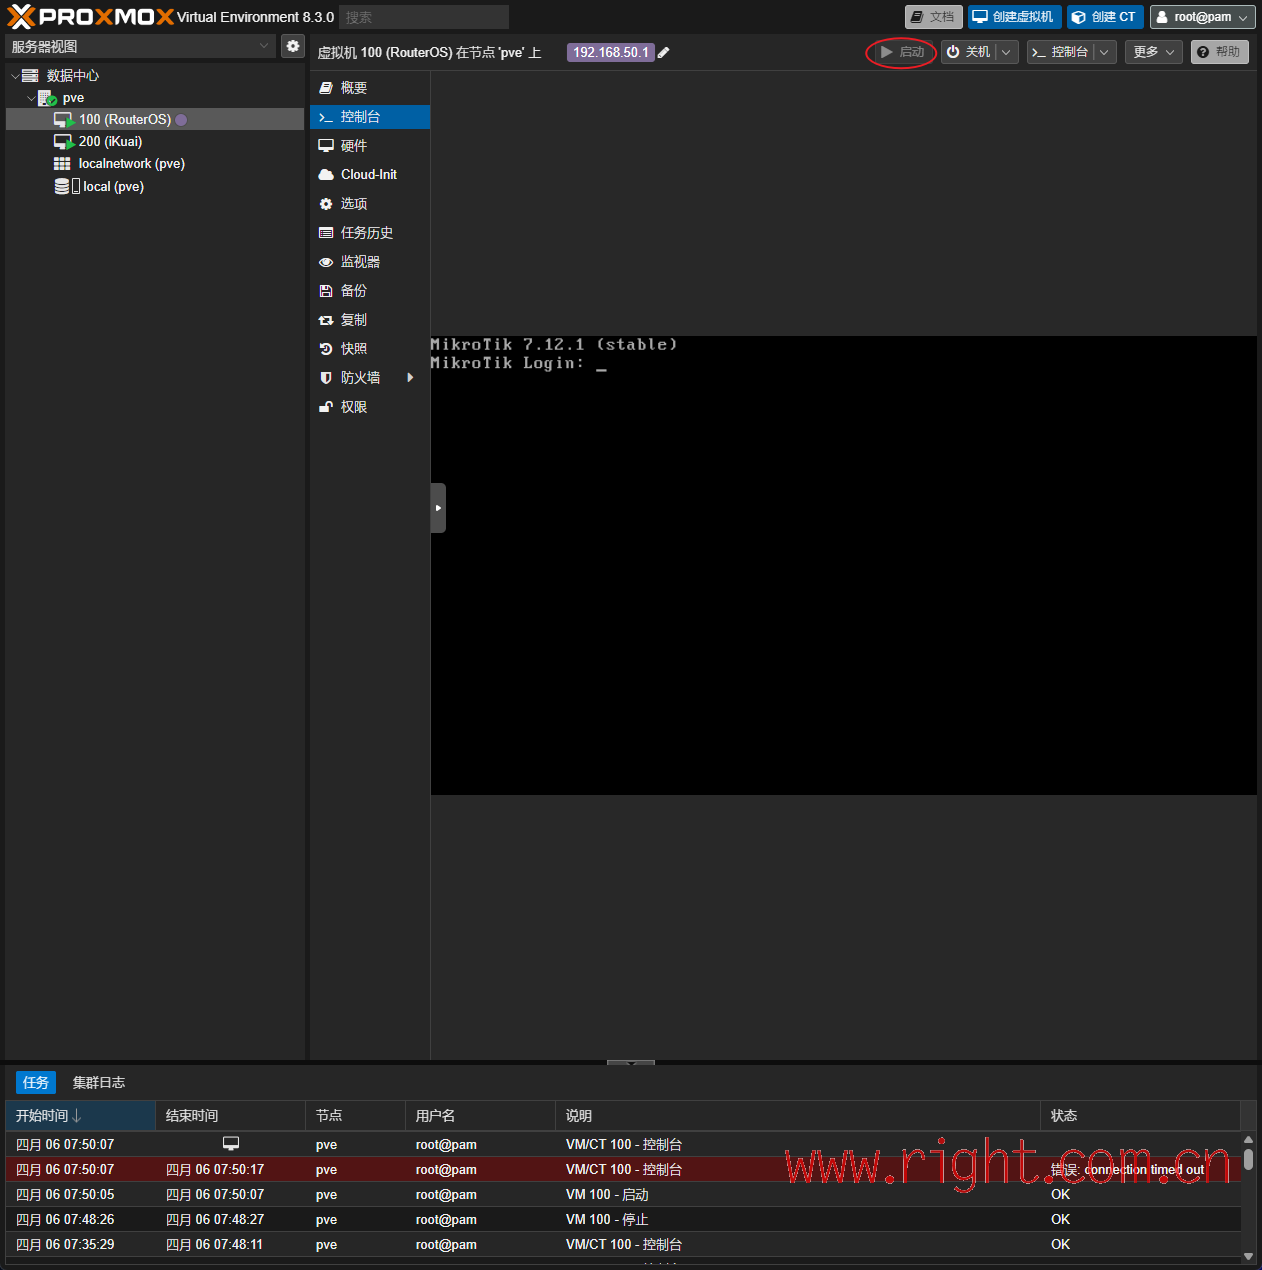 PROXMOX Virtual Environment 8.3.0 搜索 文档 创建虚拟机 创建 CT root@pam
服务器视图
虚拟机 100 (RouterOS) 在节点 'pve' 上 192.168.50.1 启动 关机 控制台 更多 帮助
数据中心
pve
100 (RouterOS)
200 (iKuai)
localnetwork (pve)
local (pve)
概要
控制台
硬件
Cloud-Init
选项
任务历史
监视器
备份
复制
快照
防火墙
权限
MikroTik 7.12.1 (stable)
MikroTik Login: _
任务 集群日志
开始时间 结束时间 节点 用户名 说明 状态
四月 06 07:50:07 pve root@pam VM/CT 100 - 控制台
四月 06 07:50:07 四月 06 07:50:17 pve root@pam VM/CT 100 - 控制台 错误: connection timed out
四月 06 07:50:05 四月 06 07:50:07 pve root@pam VM 100 - 启动 OK
四月 06 07:48:26 四月 06 07:48:27 pve root@pam VM 100 - 停止 OK
四月 06 07:35:29 四月 06 07:48:11 pve root@pam VM/CT 100 - 控制台 OK
www.right.com.cn